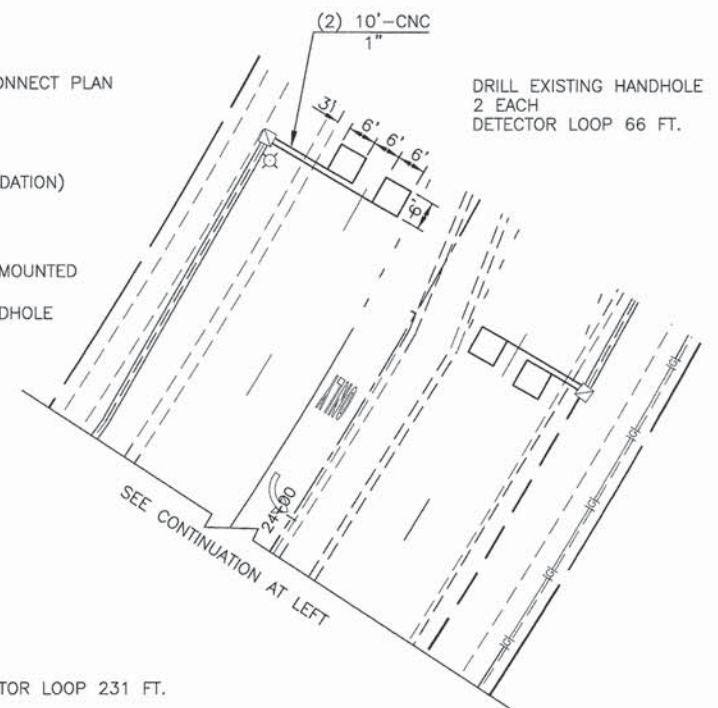 (2) 10'-CNC
1"
ONNECT PLAN
DRILL EXISTING HANDHOLE
2 EACH
DETECTOR LOOP 66 FT.
6'
6'
6'
6'
DATION)
MOUNTED
DHOLE
24+00
SEE CONTINUATION AT LEFT
G
G
G
G
G
TOR LOOP 231 FT.